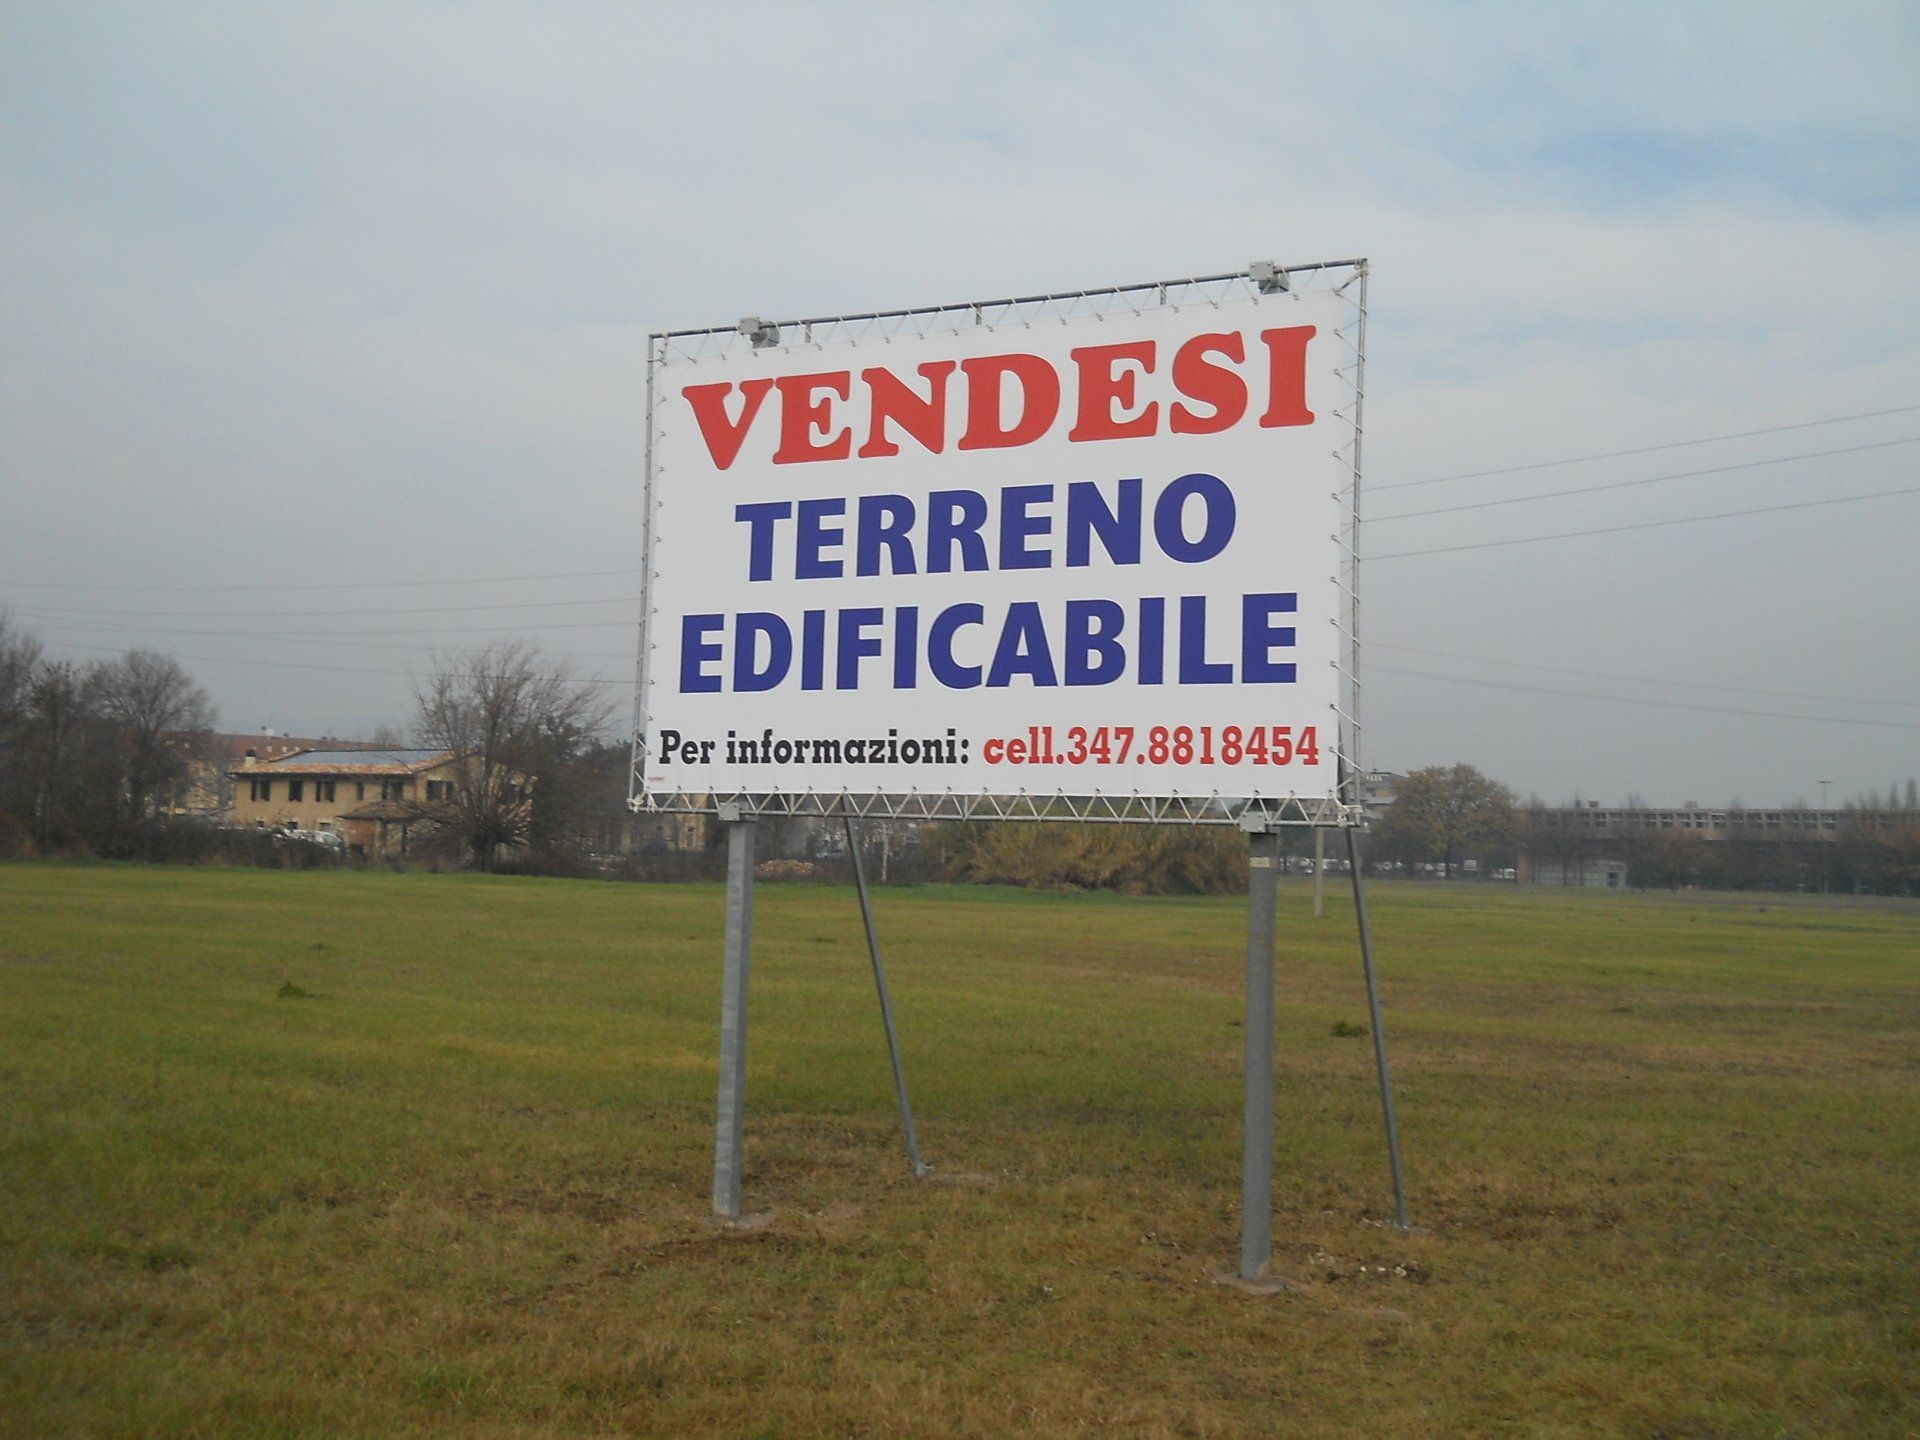 VENDESI
TERRENO
EDIFICABILE
Per informazioni: cell.347.8818454